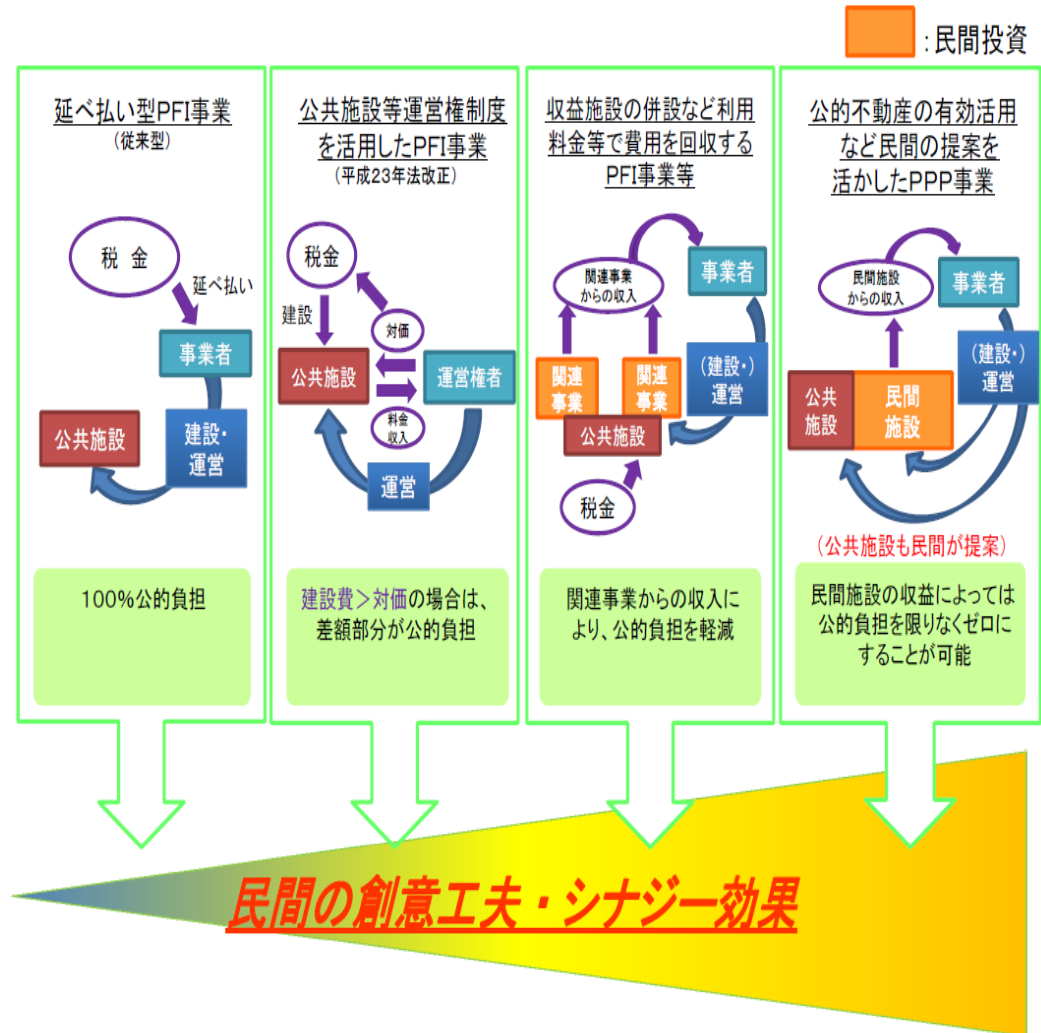 :民間投資
延べ払い型PFI事業
(従来型)
税 金
延べ払い
事業者
公共施設
建設・
運営
100%公的負担
公共施設等運営権制度
を活用したPFI事業
(平成23年法改正)
税金
建設
対価
公共施設
運営権者
料金
収入
運営
建設費>対価の場合は、
差額部分が公的負担
収益施設の併設など利用
料金等で費用を回収する
PFI事業等
関連事業
からの収入
事業者
関連
事業
関連
事業
(建設・)
運営
公共施設
税金
関連事業からの収入に
より、公的負担を軽減
公的不動産の有効活用
など民間の提案を
活かしたPPP事業
民間施設
からの収入
事業者
(建設・)
運営
公共
施設
民間
施設
(公共施設も民間が提案)
民間施設の収益によっては
公的負担を限りなくゼロに
することが可能
民間の創意工夫・シナジー効果